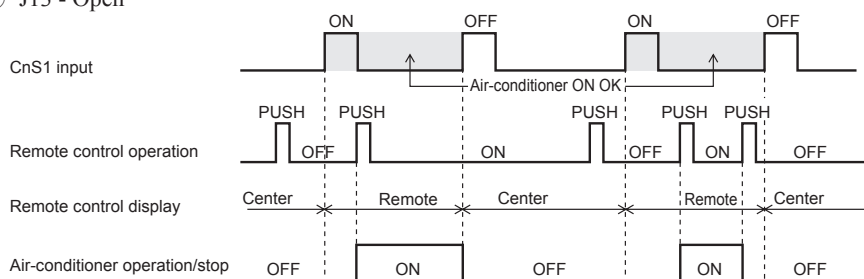 J13 - Open
ON OFF ON OFF
CnS1 input
Air-conditioner ON OK
PUSH PUSH PUSH PUSH PUSH
Remote control operation OFF ON OFF ON OFF
Remote control display Center Remote Center Remote Center
Air-conditioner operation/stop OFF ON OFF ON OFF